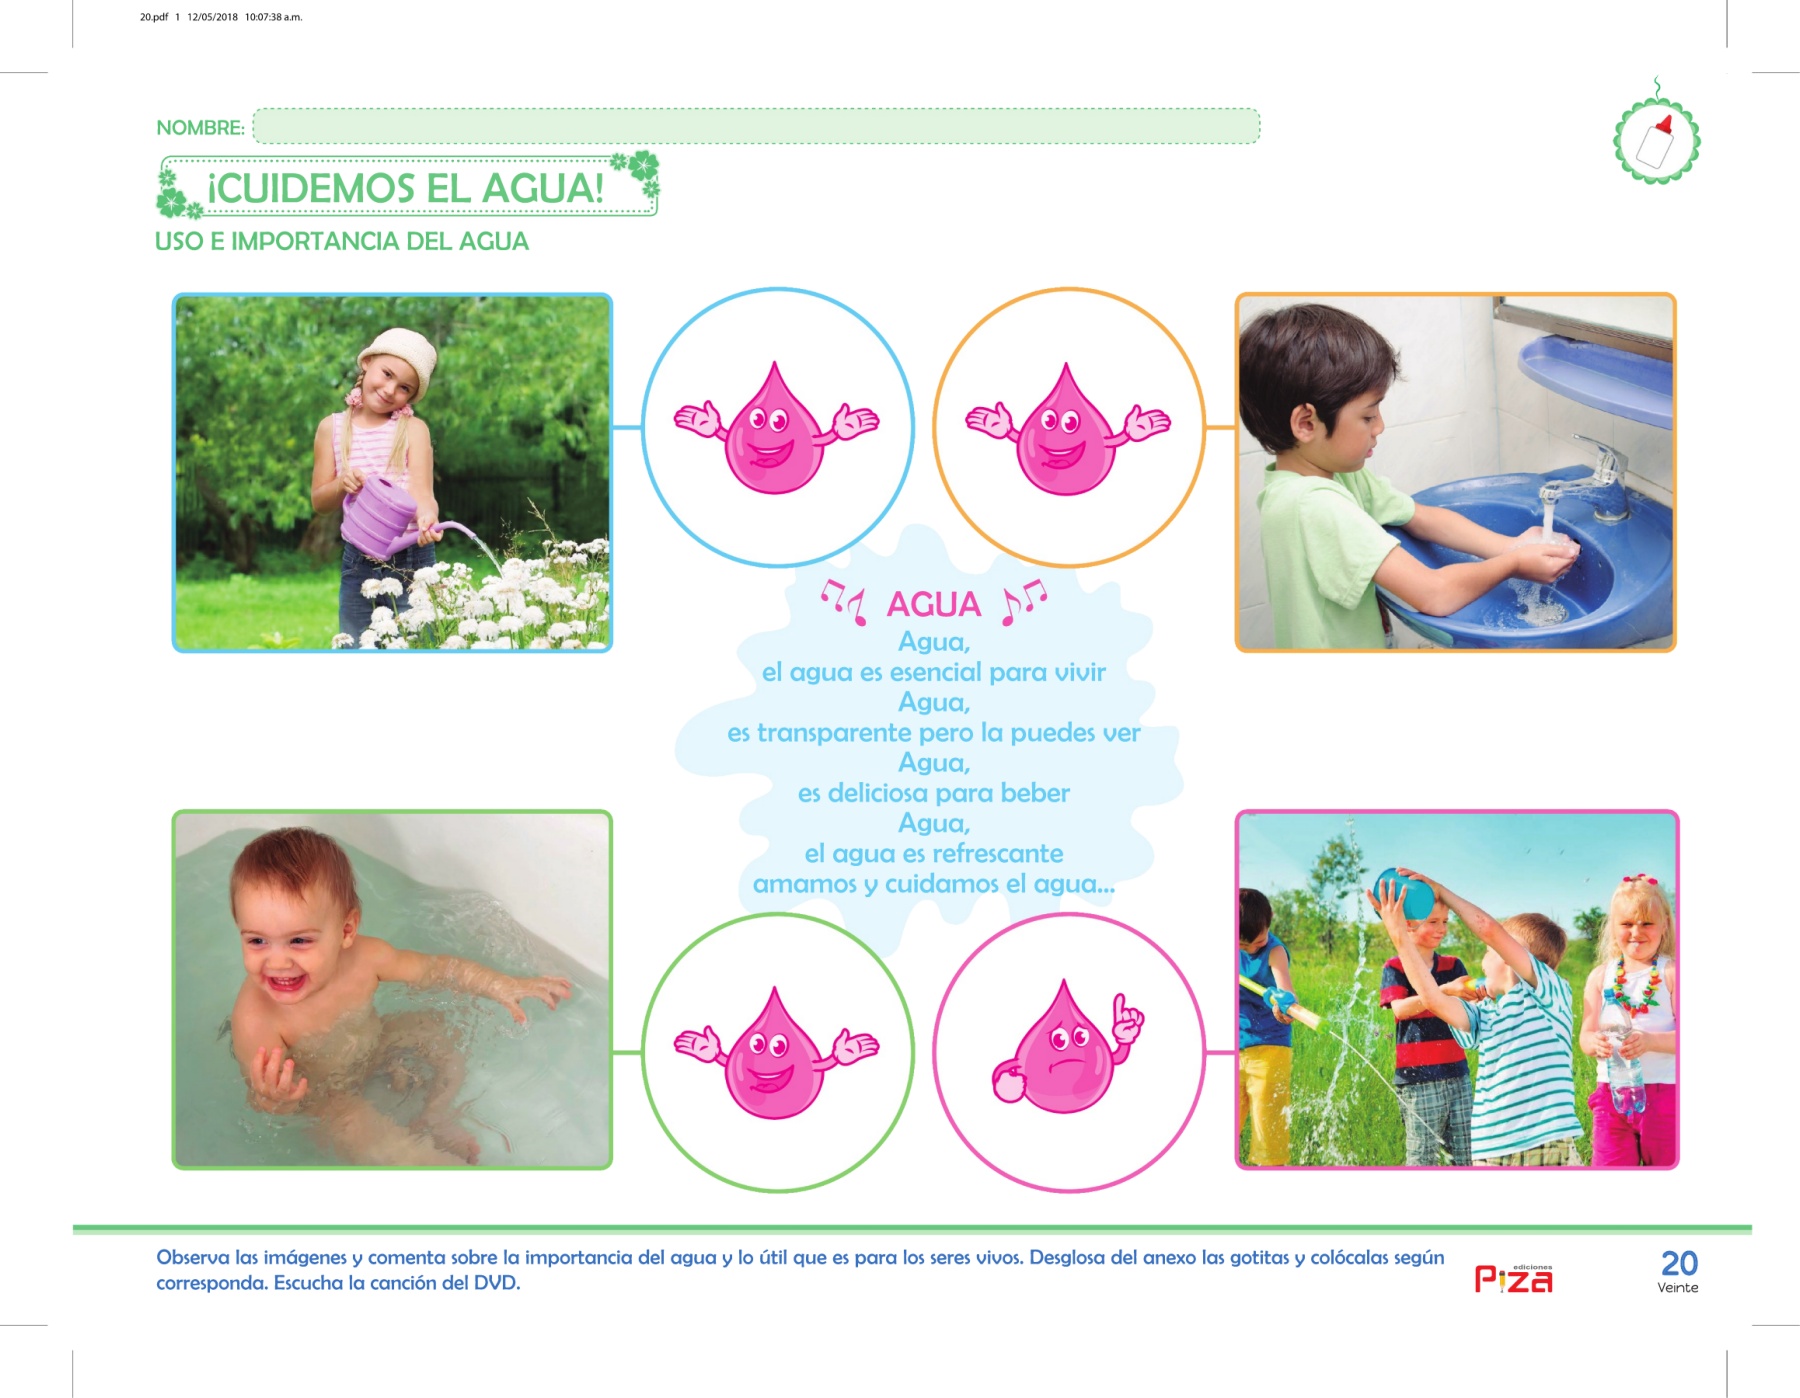 20.pdf 1 12/05/2018 10:07:38 a.m.
NOMBRE:
¡CUIDEMOS EL AGUA!
USO E IMPORTANCIA DEL AGUA
AGUA
Agua,
el agua es esencial para vivir
Agua,
es transparente pero la puedes ver
Agua,
es deliciosa para beber
Agua,
el agua es refrescante
amamos y cuidamos el agua...
Observa las imágenes y comenta sobre la importancia del agua y lo útil que es para los seres vivos. Desglosa del anexo las gotitas y colócalas según
corresponda. Escucha la canción del DVD.
ediciones
Piza
20
Veinte